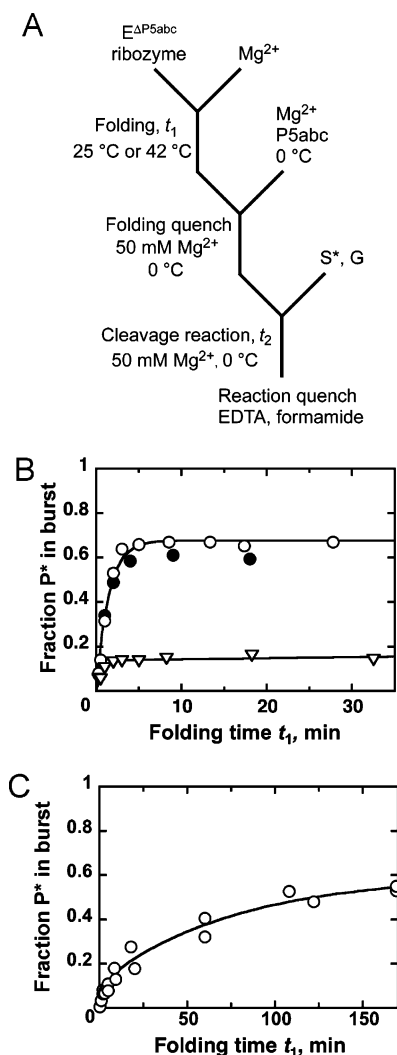 A
E^ΔP5abc
ribozyme
Mg²⁺
Folding, t₁
25 °C or 42 °C
Mg²⁺
P5abc
0 °C
Folding quench
50 mM Mg²⁺
0 °C
S*, G
Cleavage reaction, t₂
50 mM Mg²⁺, 0 °C
Reaction quench
EDTA, formamide
B
Fraction P* in burst
1
0.8
0.6
0.4
0.2
0 10 20 30
Folding time t₁, min
C
Fraction P* in burst
1
0.8
0.6
0.4
0.2
0
0 50 100 150
Folding time t₁, min